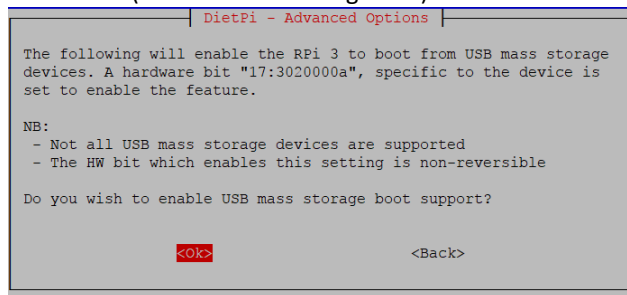 DietPi - Advanced Options
The following will enable the RPi 3 to boot from USB mass storage
devices. A hardware bit "17:3020000a", specific to the device is
set to enable the feature.
NB:
- Not all USB mass storage devices are supported
- The HW bit which enables this setting is non-reversible
Do you wish to enable USB mass storage boot support?
<Ok> <Back>